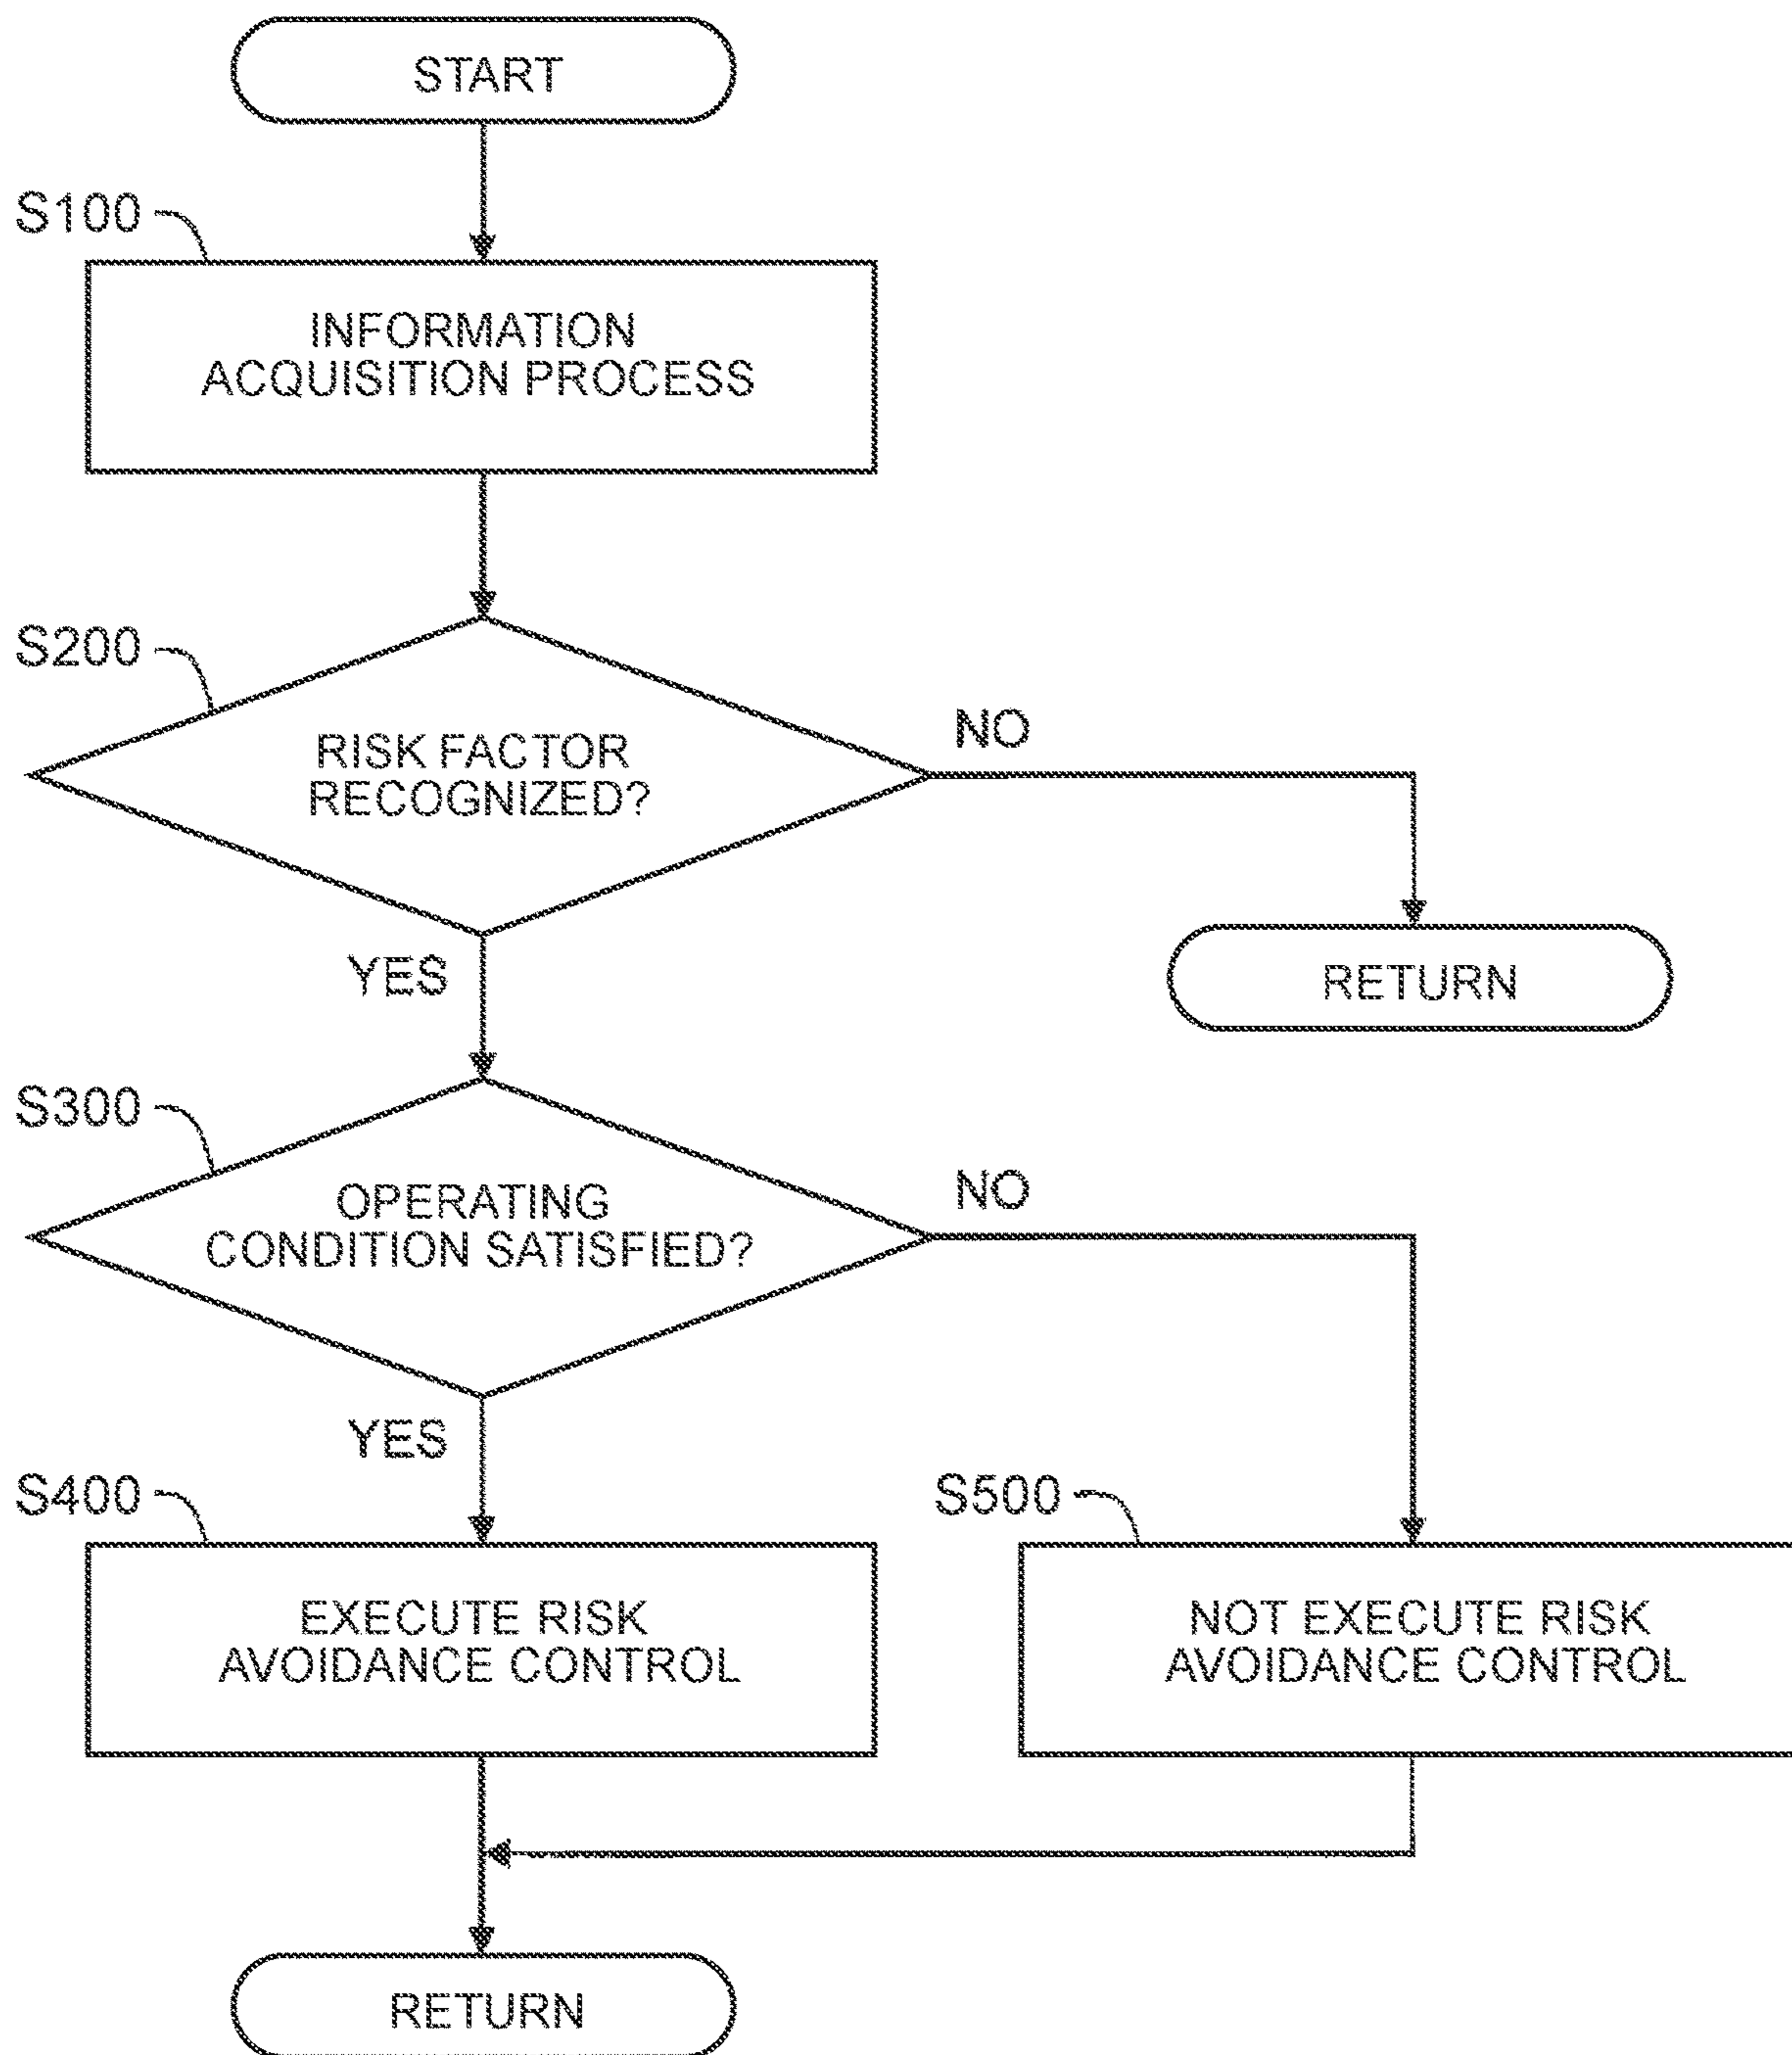 START
S100
INFORMATION
ACQUISITION PROCESS
S200
RISK FACTOR
RECOGNIZED?
NO
RETURN
YES
S300
OPERATING
CONDITION SATISFIED?
NO
YES
S400
EXECUTE RISK
AVOIDANCE CONTROL
S500
NOT EXECUTE RISK
AVOIDANCE CONTROL
RETURN